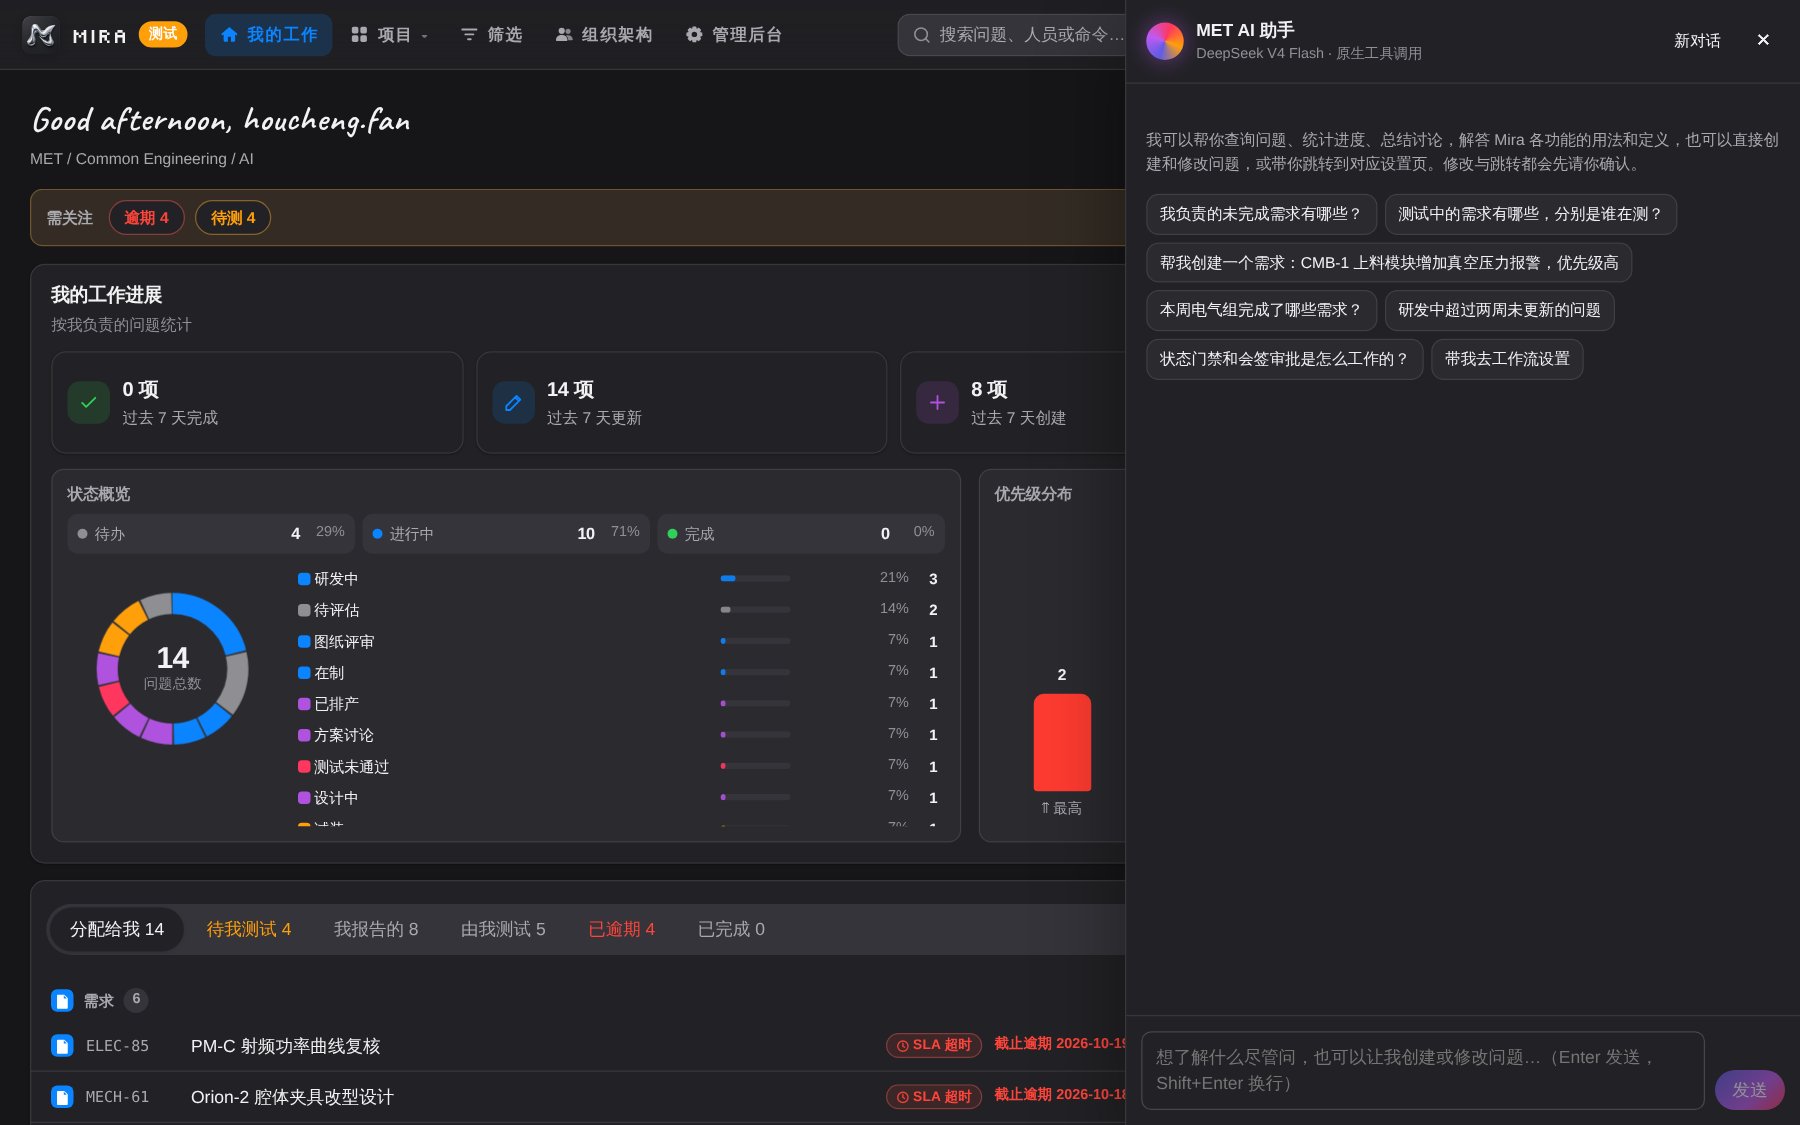 MIRA 测试 我的工作 项目 筛选 组织架构 管理后台 搜索问题、人员或命令…
Good afternoon, houcheng.fan
MET / Common Engineering / AI
需关注 逾期 4 待测 4
我的工作进展
按我负责的问题统计
0 项
过去 7 天完成
14 项
过去 7 天更新
8 项
过去 7 天创建
状态概览
待办 4 29% 进行中 10 71% 完成 0 0%
14
问题总数
研发中 21% 3
待评估 14% 2
图纸评审 7% 1
在制 7% 1
已排产 7% 1
方案讨论 7% 1
测试未通过 7% 1
设计中 7% 1
优先级分布
2
⇈ 最高
分配给我 14 待我测试 4 我报告的 8 由我测试 5 已逾期 4 已完成 0
需求 6
ELEC-85 PM-C 射频功率曲线复核 SLA 超时 截止逾期 2026-10-19
MECH-61 Orion-2 腔体夹具改型设计 SLA 超时 截止逾期 2026-10-18
MET AI 助手
DeepSeek V4 Flash · 原生工具调用
新对话 ✕
我可以帮你查询问题、统计进度、总结讨论，解答 Mira 各功能的用法和定义，也可以直接创
建和修改问题，或带你跳转到对应设置页。修改与跳转都会先请你确认。
我负责的未完成需求有哪些？ 测试中的需求有哪些，分别是谁在测？
帮我创建一个需求：CMB-1 上料模块增加真空压力报警，优先级高
本周电气组完成了哪些需求？ 研发中超过两周未更新的问题
状态门禁和会签审批是怎么工作的？ 带我去工作流设置
想了解什么尽管问，也可以让我创建或修改问题…（Enter 发送，
Shift+Enter 换行）
发送